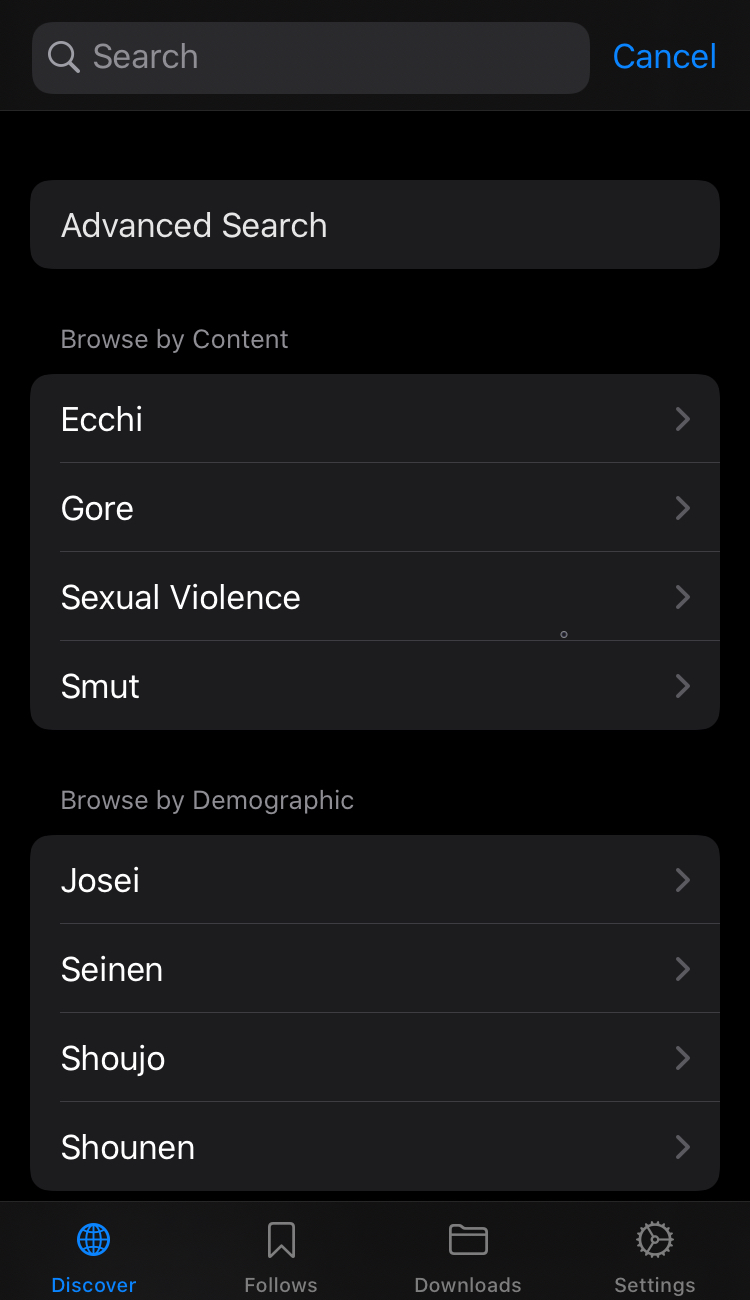 Search
Cancel
Advanced Search
Browse by Content
Ecchi
Gore
Sexual Violence
Smut
Browse by Demographic
Josei
Seinen
Shoujo
Shounen
Discover
Follows
Downloads
Settings